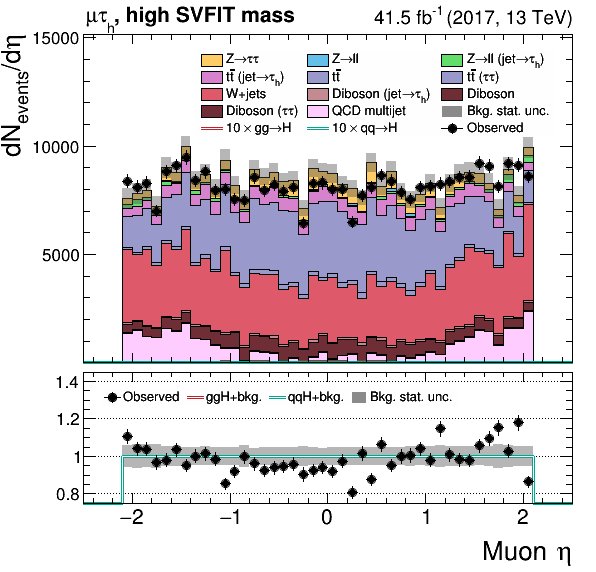 μτh, high SVFIT mass 41.5 fb⁻¹ (2017, 13 TeV)
dNevents/dη
15000
10000
5000
Z→ττ Z→ll Z→ll (jet→τh)
tt̄ (jet→τh) tt̄ tt̄ (ττ)
W+jets Diboson (jet→τh) Diboson
Diboson (ττ) QCD multijet Bkg. stat. unc.
10 × gg→H 10 × qq→H Observed
1.4
1.2
1
0.8
Observed ggH+bkg. qqH+bkg. Bkg. stat. unc.
−2 −1 0 1 2
Muon η